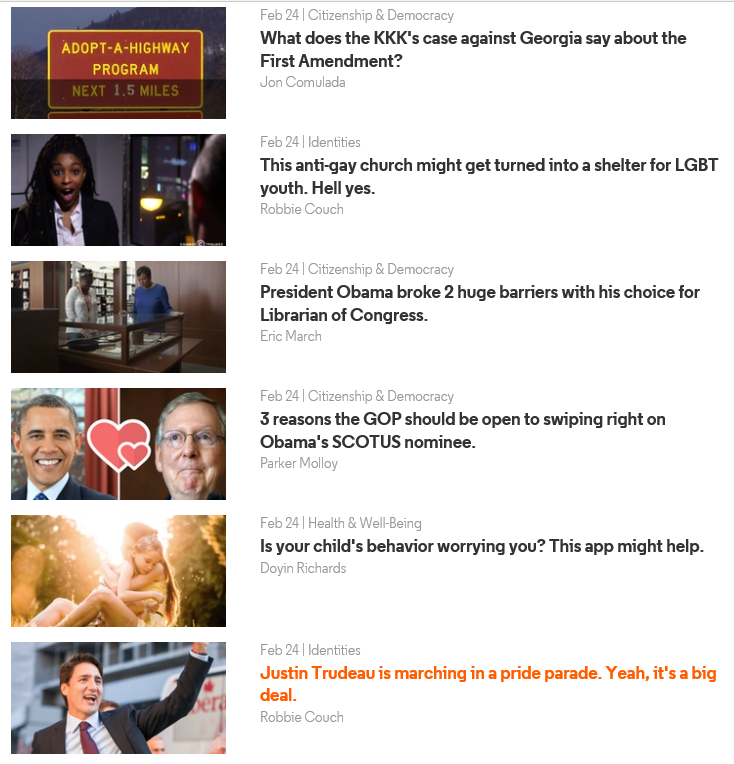 ADOPT-A-HIGHWAY
PROGRAM
NEXT 1.5 MILES
Feb 24 | Citizenship & Democracy
What does the KKK's case against Georgia say about the
First Amendment?
Jon Comulada
Feb 24 | Identities
This anti-gay church might get turned into a shelter for LGBT
youth. Hell yes.
Robbie Couch
Feb 24 | Citizenship & Democracy
President Obama broke 2 huge barriers with his choice for
Librarian of Congress.
Eric March
Feb 24 | Citizenship & Democracy
3 reasons the GOP should be open to swiping right on
Obama's SCOTUS nominee.
Parker Molloy
Feb 24 | Health & Well-Being
Is your child's behavior worrying you? This app might help.
Doyin Richards
Feb 24 | Identities
Justin Trudeau is marching in a pride parade. Yeah, it's a big
deal.
Robbie Couch